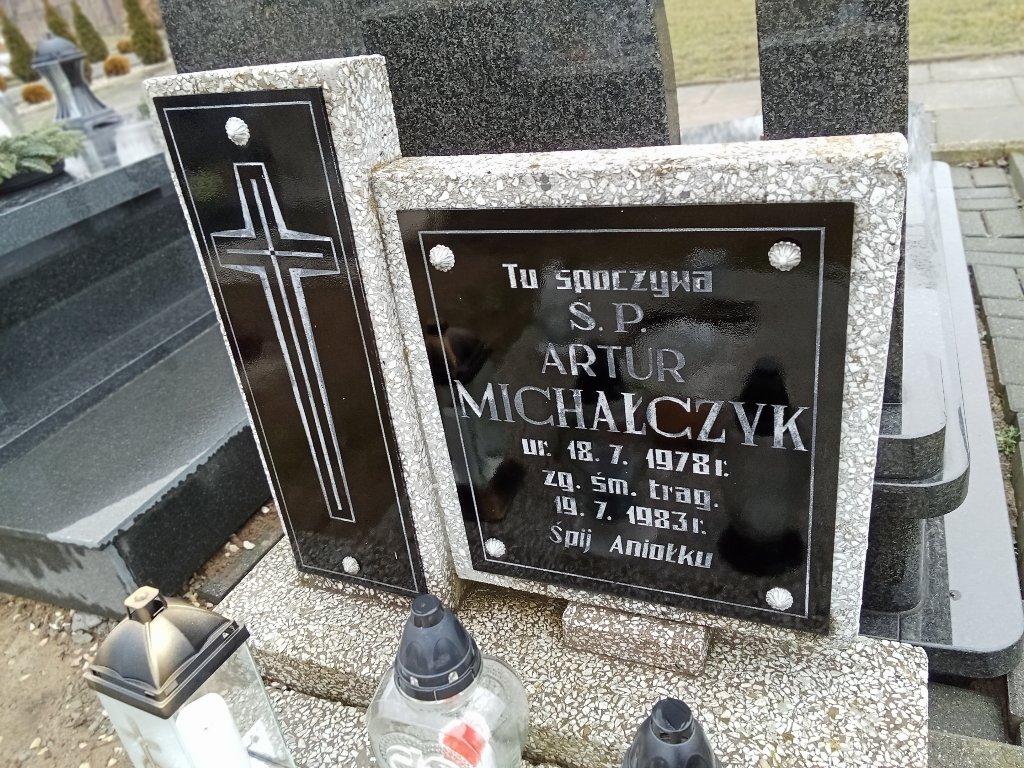 Tu spoczywa
Ś. P.
ARTUR
MICHAŁCZYK
ur. 18. 7. 1978 r.
zg. śm. trag.
19. 7. 1983 r.
Śpij Aniołku